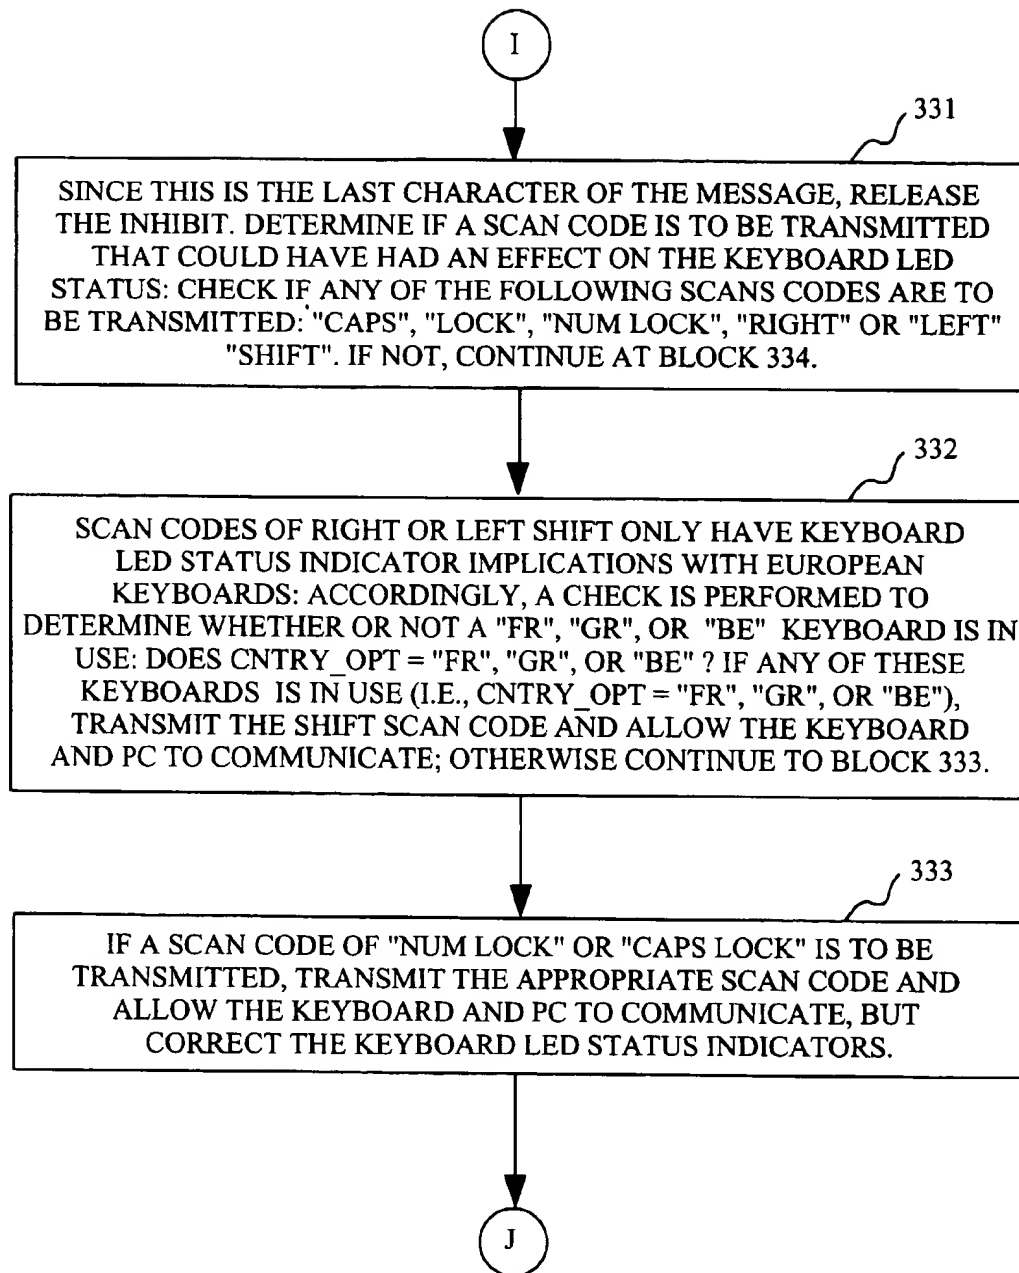 I
331
SINCE THIS IS THE LAST CHARACTER OF THE MESSAGE, RELEASE
THE INHIBIT. DETERMINE IF A SCAN CODE IS TO BE TRANSMITTED
THAT COULD HAVE HAD AN EFFECT ON THE KEYBOARD LED
STATUS: CHECK IF ANY OF THE FOLLOWING SCANS CODES ARE TO
BE TRANSMITTED: "CAPS", "LOCK", "NUM LOCK", "RIGHT" OR "LEFT"
"SHIFT". IF NOT, CONTINUE AT BLOCK 334.
332
SCAN CODES OF RIGHT OR LEFT SHIFT ONLY HAVE KEYBOARD
LED STATUS INDICATOR IMPLICATIONS WITH EUROPEAN
KEYBOARDS: ACCORDINGLY, A CHECK IS PERFORMED TO
DETERMINE WHETHER OR NOT A "FR", "GR", OR "BE" KEYBOARD IS IN
USE: DOES CNTRY_OPT = "FR", "GR", OR "BE" ? IF ANY OF THESE
KEYBOARDS IS IN USE (I.E., CNTRY_OPT = "FR", "GR", OR "BE"),
TRANSMIT THE SHIFT SCAN CODE AND ALLOW THE KEYBOARD
AND PC TO COMMUNICATE; OTHERWISE CONTINUE TO BLOCK 333.
333
IF A SCAN CODE OF "NUM LOCK" OR "CAPS LOCK" IS TO BE
TRANSMITTED, TRANSMIT THE APPROPRIATE SCAN CODE AND
ALLOW THE KEYBOARD AND PC TO COMMUNICATE, BUT
CORRECT THE KEYBOARD LED STATUS INDICATORS.
J